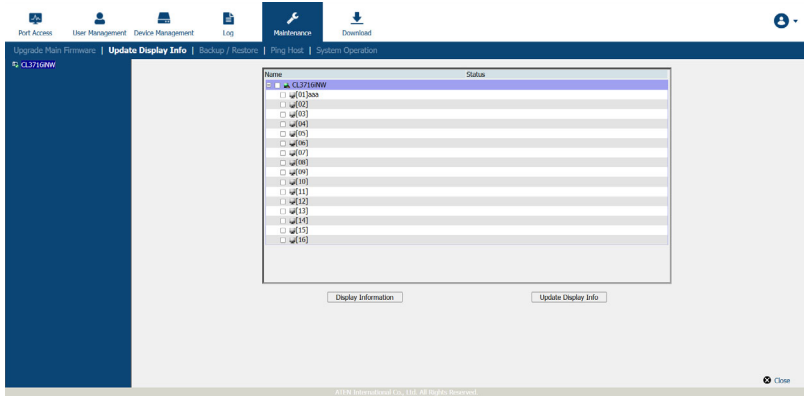 Port Access User Management Device Management Log Maintenance Download
Upgrade Main Firmware | Update Display Info | Backup / Restore | Ping Host | System Operation
CL3716iNW
Name Status
CL3716iNW
[01]aaa
[02]
[03]
[04]
[05]
[06]
[07]
[08]
[09]
[10]
[11]
[12]
[13]
[14]
[15]
[16]
Display Information Update Display Info
Close
ATEN International Co., Ltd. All Rights Reserved.